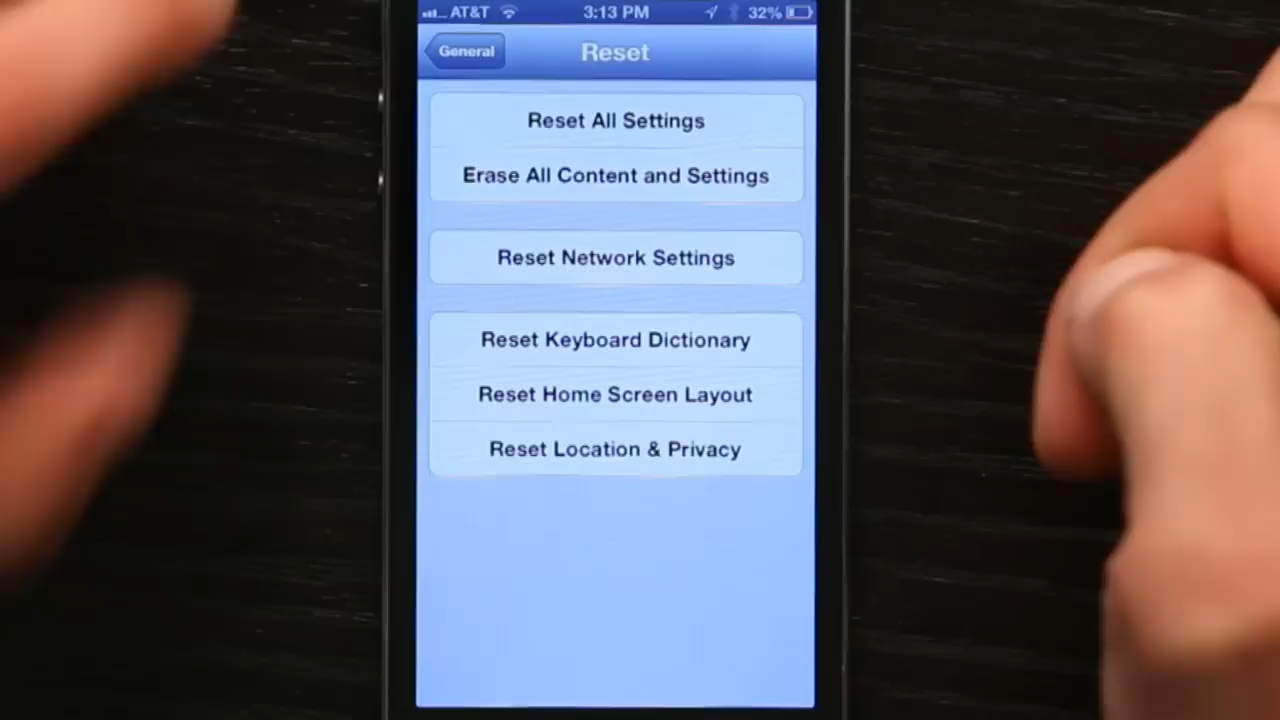 AT&T 3:13 PM 32%
General Reset
Reset All Settings
Erase All Content and Settings
Reset Network Settings
Reset Keyboard Dictionary
Reset Home Screen Layout
Reset Location & Privacy